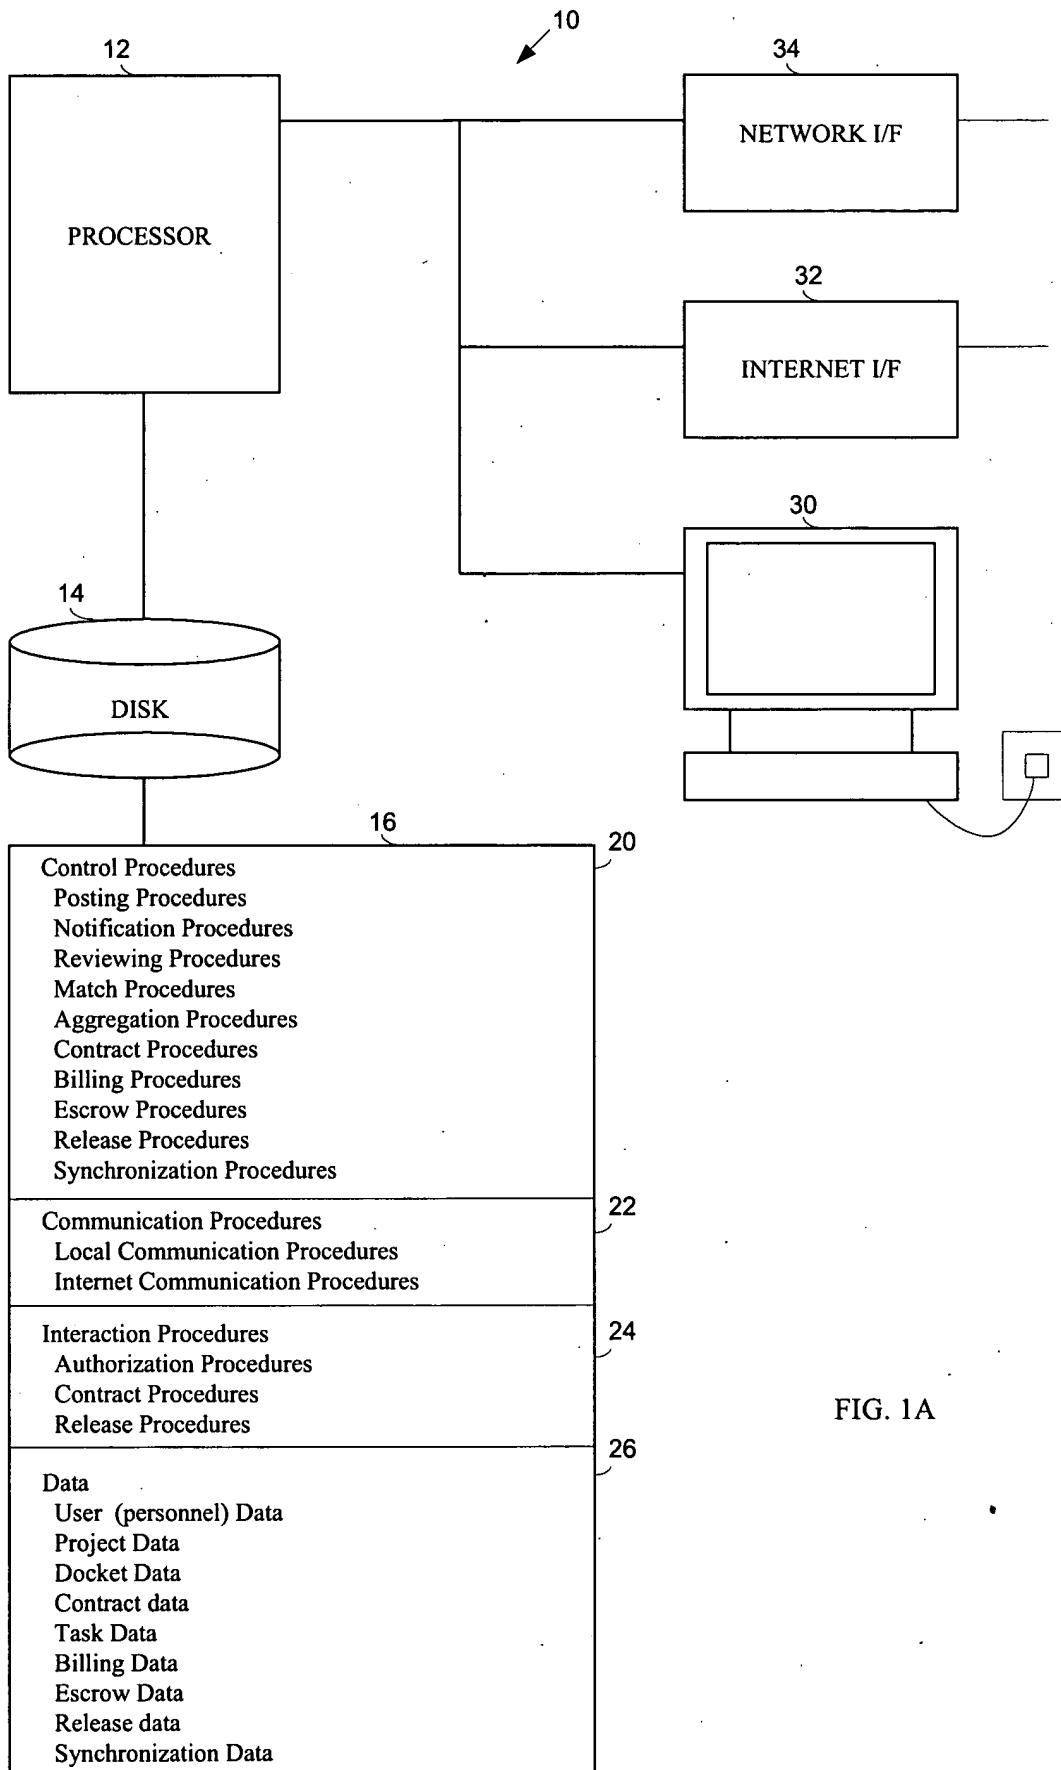 10
12
34
PROCESSOR
NETWORK I/F
32
INTERNET I/F
30
14
DISK
16
20
Control Procedures
Posting Procedures
Notification Procedures
Reviewing Procedures
Match Procedures
Aggregation Procedures
Contract Procedures
Billing Procedures
Escrow Procedures
Release Procedures
Synchronization Procedures
22
Communication Procedures
Local Communication Procedures
Internet Communication Procedures
24
Interaction Procedures
Authorization Procedures
Contract Procedures
Release Procedures
FIG. 1A
26
Data
User (personnel) Data
Project Data
Docket Data
Contract data
Task Data
Billing Data
Escrow Data
Release data
Synchronization Data